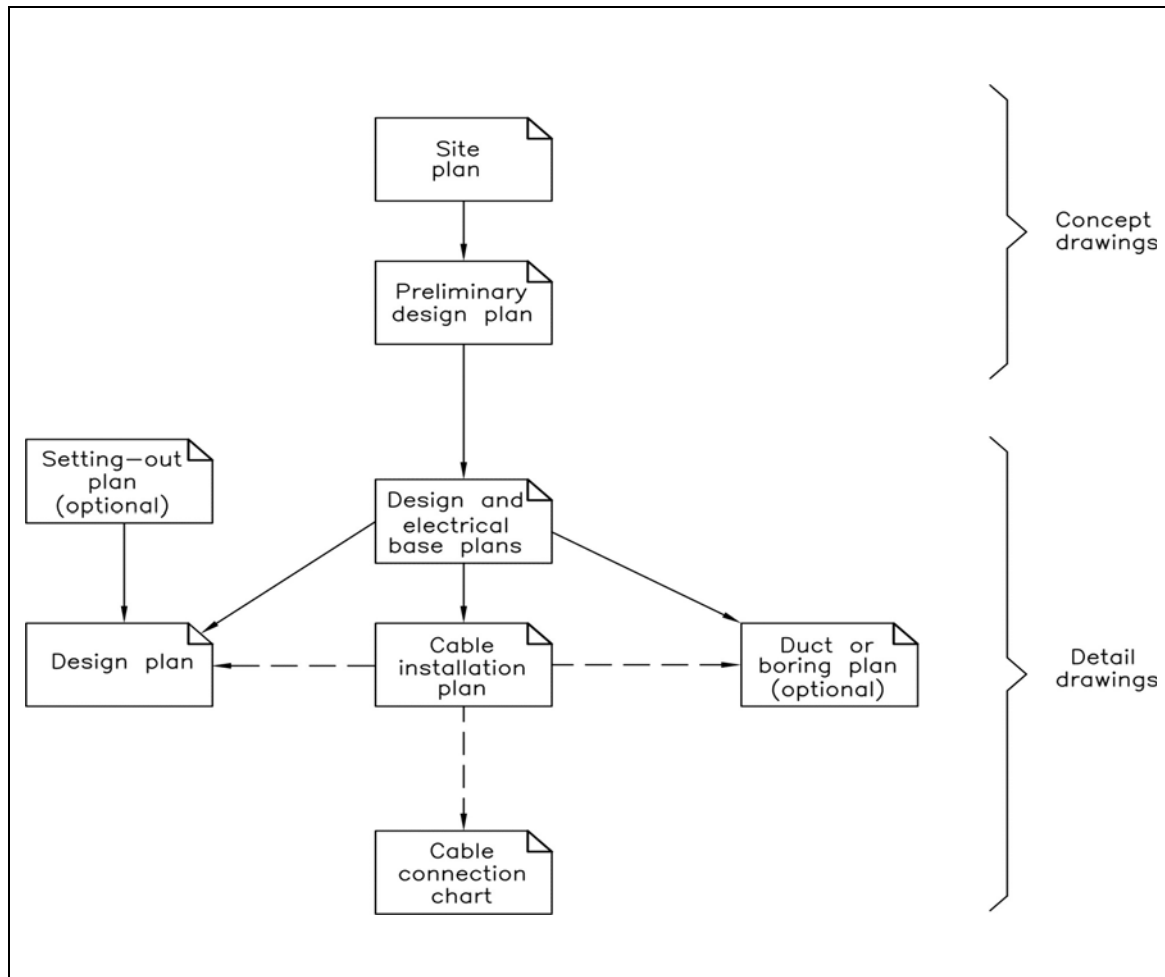 Site
plan
Concept
drawings
Preliminary
design plan
Setting-out
plan
(optional)
Design and
electrical
base plans
Design plan
Cable
installation
plan
Duct or
boring plan
(optional)
Detail
drawings
Cable
connection
chart